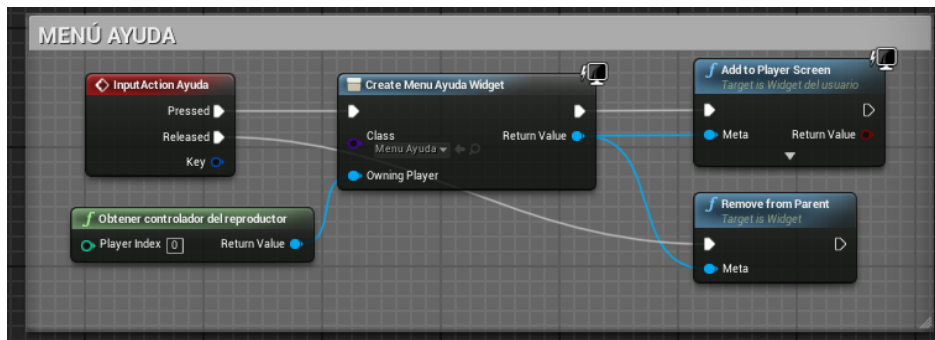 MENÚ AYUDA
InputAction Ayuda
Pressed
Released
Key
Obtener controlador del reproductor
Player Index 0
Return Value
Create Menu Ayuda Widget
Class
Menu Ayuda
Return Value
Owning Player
Add to Player Screen
Target is Widget del usuario
Meta
Return Value
Remove from Parent
Target is Widget
Meta